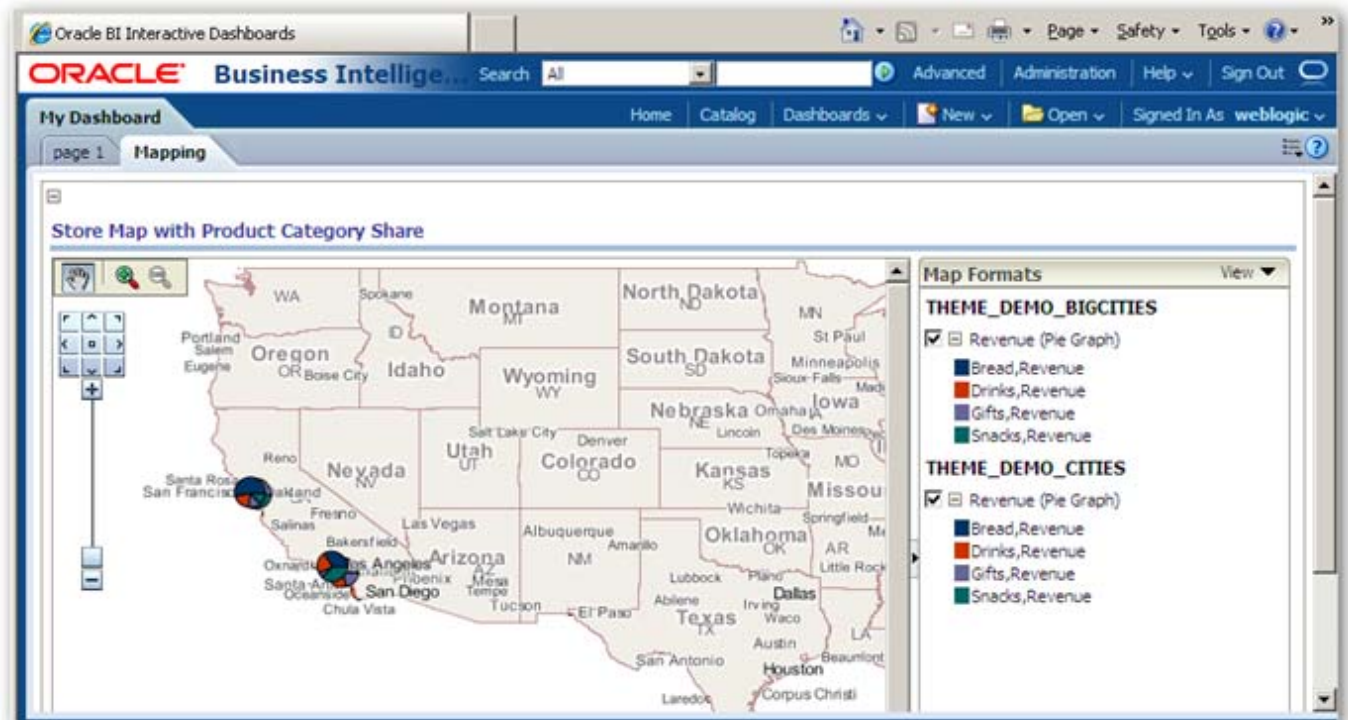 Oracle BI Interactive Dashboards
Page Safety Tools
ORACLE Business Intellige... Search All Advanced Administration Help Sign Out
My Dashboard Home Catalog Dashboards New Open Signed In As weblogic
page 1 Mapping
Store Map with Product Category Share
Map Formats View
THEME_DEMO_BIGCITIES
Revenue (Pie Graph)
Bread,Revenue
Drinks,Revenue
Gifts,Revenue
Snacks,Revenue
THEME_DEMO_CITIES
Revenue (Pie Graph)
Bread,Revenue
Drinks,Revenue
Gifts,Revenue
Snacks,Revenue
WA
Spokane
Montana
MT
North Dakota
ND
MN
St Paul
Portland
Salem
Eugene
Oregon
OR
Boise City
ID
Idaho
Wyoming
WY
South Dakota
SD
Minneapolis
Sioux Falls
Nebraska
NE
Omaha
Iowa
IA
Lincoln
Des Moines
Salt Lake City
Denver
Reno
Nevada
NV
Utah
UT
Colorado
CO
Topeka
Kansas
KS
MO
Missou
Santa Rosa
San Francisc
Fresno
Salinas
Wichita
Springfield
Las Vegas
Bakersfield
Albuquerque
NM
Amarillo
Oklahoma
OK
AR
Little Rock
Arizona
AZ
Los Angeles
Phoenix
Mesa
Tempe
Oceanside
San Diego
Chula Vista
Tucson
El Paso
Lubbock
Plano
Dallas
Abilene
Irving
Waco
Texas
TX
Austin
LA
Beaumont
San Antonio
Houston
Laredo
Corpus Christi